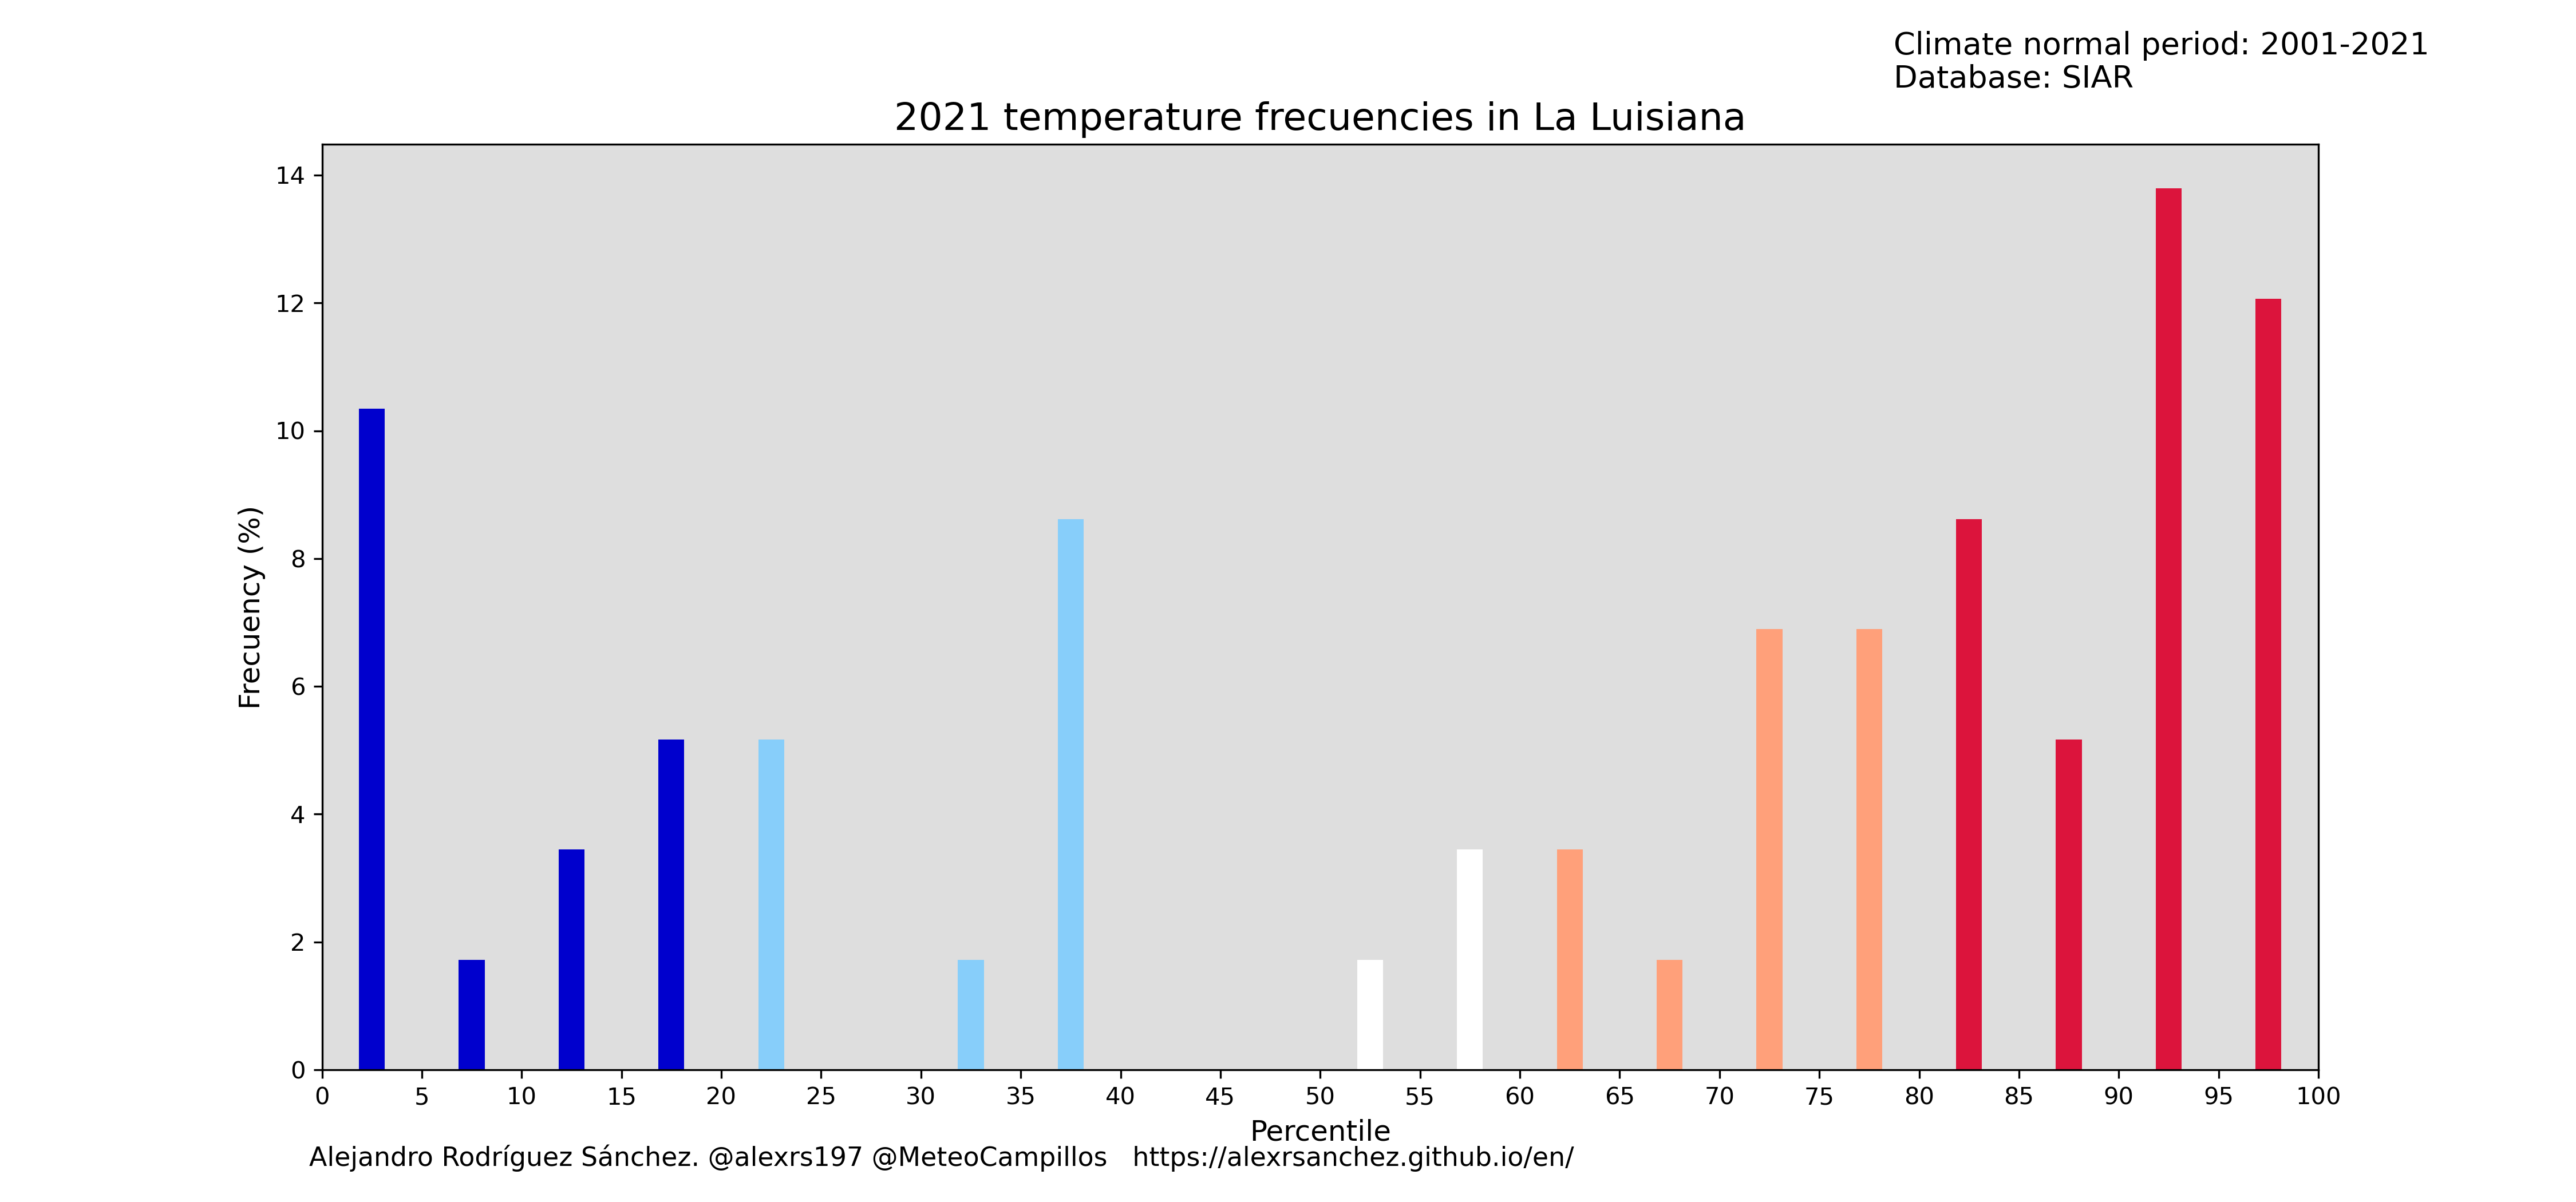 Climate normal period: 2001-2021
Database: SIAR
2021 temperature frecuencies in La Luisiana
14
12
10
8
6
4
2
0
Frecuency (%)
0 5 10 15 20 25 30 35 40 45 50 55 60 65 70 75 80 85 90 95 100
Percentile
Alejandro Rodríguez Sánchez. @alexrs197 @MeteoCampillos https://alexrsanchez.github.io/en/